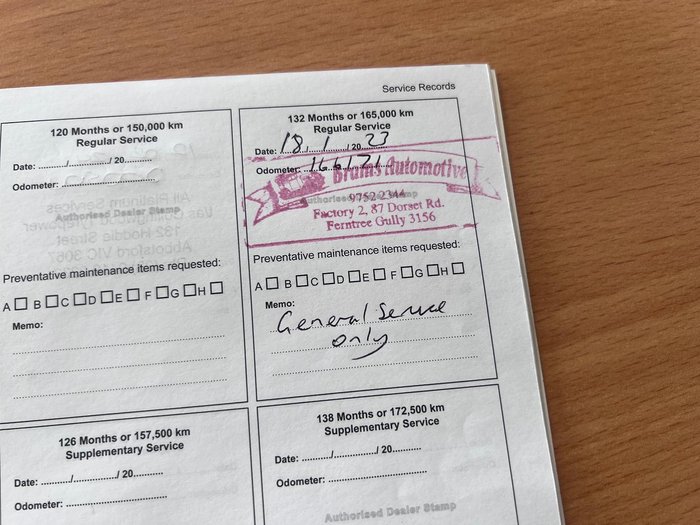 Service Records
120 Months or 150,000 km
Regular Service
Date: ........../........../ 20..........
Odometer: ..............................
Authorised Dealer Stamp
Preventative maintenance items requested:
A □ B □ C □ D □ E □ F □ G □ H □
Memo:
132 Months or 165,000 km
Regular Service
Date: 18 / 1 / 20 23
Odometer:
Brains Automotive
Authorised Dealer Stamp
9752 2344
Factory 2, 87 Dorset Rd.
Ferntree Gully 3156
Preventative maintenance items requested:
A □ B □ C □ D □ E □ F □ G □ H □
Memo:
General Service
only
126 Months or 157,500 km
Supplementary Service
Date: ........../........../ 20..........
Odometer: ..............................
138 Months or 172,500 km
Supplementary Service
Date: ........../........../ 20..........
Odometer: ..............................
Authorised Dealer Stamp